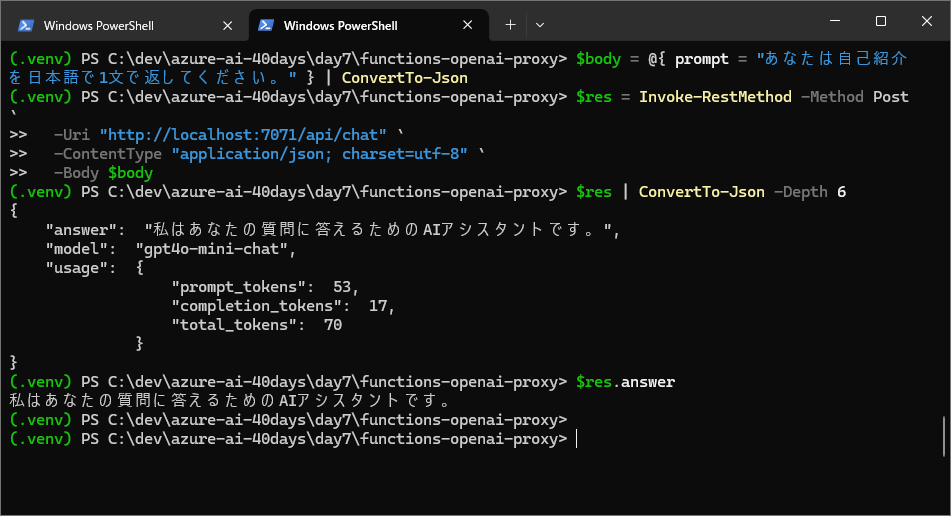 Windows PowerShell
Windows PowerShell
(.venv) PS C:\dev\azure-ai-40days\day7\functions-openai-proxy> $body = @{ prompt = "あなたは自己紹介
を日本語で1文で返してください。" } | ConvertTo-Json
(.venv) PS C:\dev\azure-ai-40days\day7\functions-openai-proxy> $res = Invoke-RestMethod -Method Post
`
>>   -Uri "http://localhost:7071/api/chat" `
>>   -ContentType "application/json; charset=utf-8" `
>>   -Body $body
(.venv) PS C:\dev\azure-ai-40days\day7\functions-openai-proxy> $res | ConvertTo-Json -Depth 6
{
    "answer":  "私はあなたの質問に答えるためのAIアシスタントです。",
    "model":  "gpt4o-mini-chat",
    "usage":  {
                  "prompt_tokens":  53,
                  "completion_tokens":  17,
                  "total_tokens":  70
              }
}
(.venv) PS C:\dev\azure-ai-40days\day7\functions-openai-proxy> $res.answer
私はあなたの質問に答えるためのAIアシスタントです。
(.venv) PS C:\dev\azure-ai-40days\day7\functions-openai-proxy>
(.venv) PS C:\dev\azure-ai-40days\day7\functions-openai-proxy>